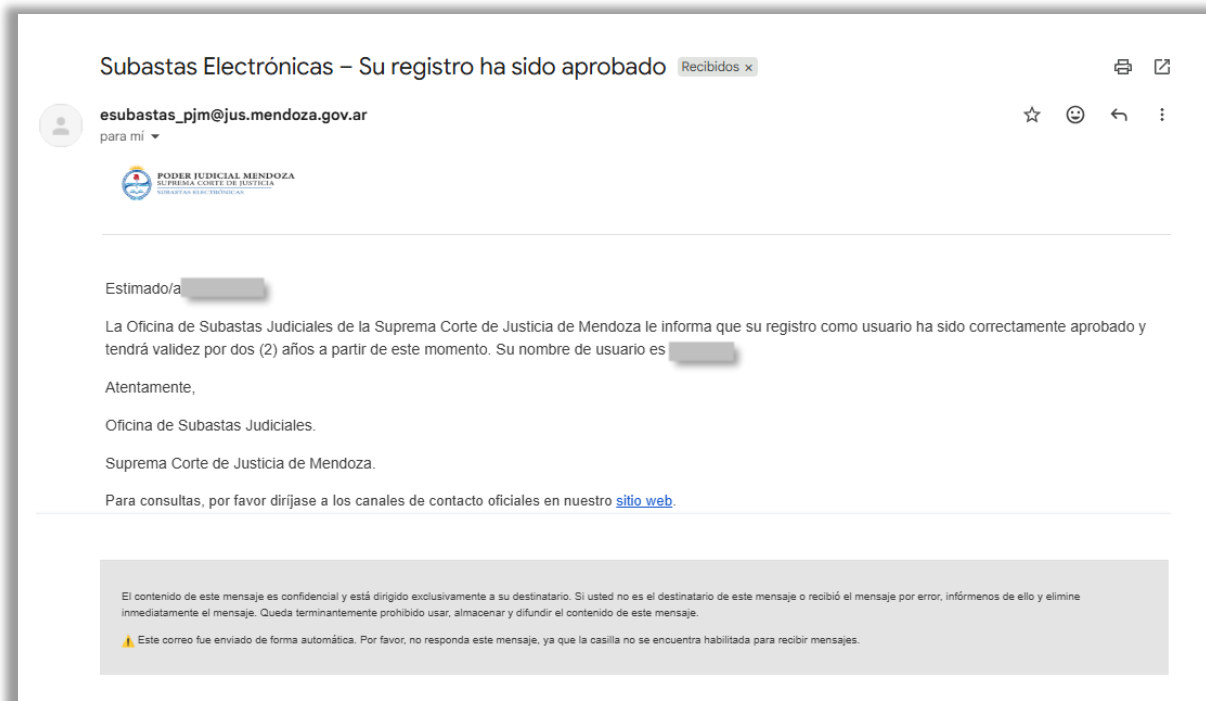 Subastas Electrónicas – Su registro ha sido aprobado Recibidos x
esubastas_pjm@jus.mendoza.gov.ar
para mí
PODER JUDICIAL MENDOZA
SUPREMA CORTE DE JUSTICIA
SUBASTAS ELECTRÓNICAS
Estimado/a
La Oficina de Subastas Judiciales de la Suprema Corte de Justicia de Mendoza le informa que su registro como usuario ha sido correctamente aprobado y
tendrá validez por dos (2) años a partir de este momento. Su nombre de usuario es
Atentamente,
Oficina de Subastas Judiciales.
Suprema Corte de Justicia de Mendoza.
Para consultas, por favor diríjase a los canales de contacto oficiales en nuestro sitio web.
El contenido de este mensaje es confidencial y está dirigido exclusivamente a su destinatario. Si usted no es el destinatario de este mensaje o recibió el mensaje por error, infórmenos de ello y elimine
inmediatamente el mensaje. Queda terminantemente prohibido usar, almacenar y difundir el contenido de este mensaje.
⚠ Este correo fue enviado de forma automática. Por favor, no responda este mensaje, ya que la casilla no se encuentra habilitada para recibir mensajes.